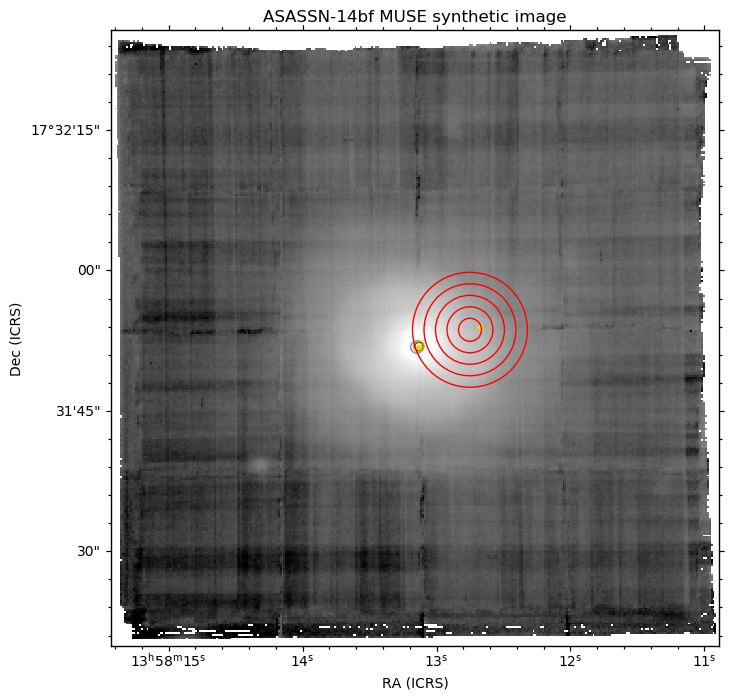 ASASSN-14bf MUSE synthetic image
17°32'15"
00"
31'45"
30"
Dec (ICRS)
13ʰ58ᵐ15ˢ 14ˢ 13ˢ 12ˢ 11ˢ
RA (ICRS)